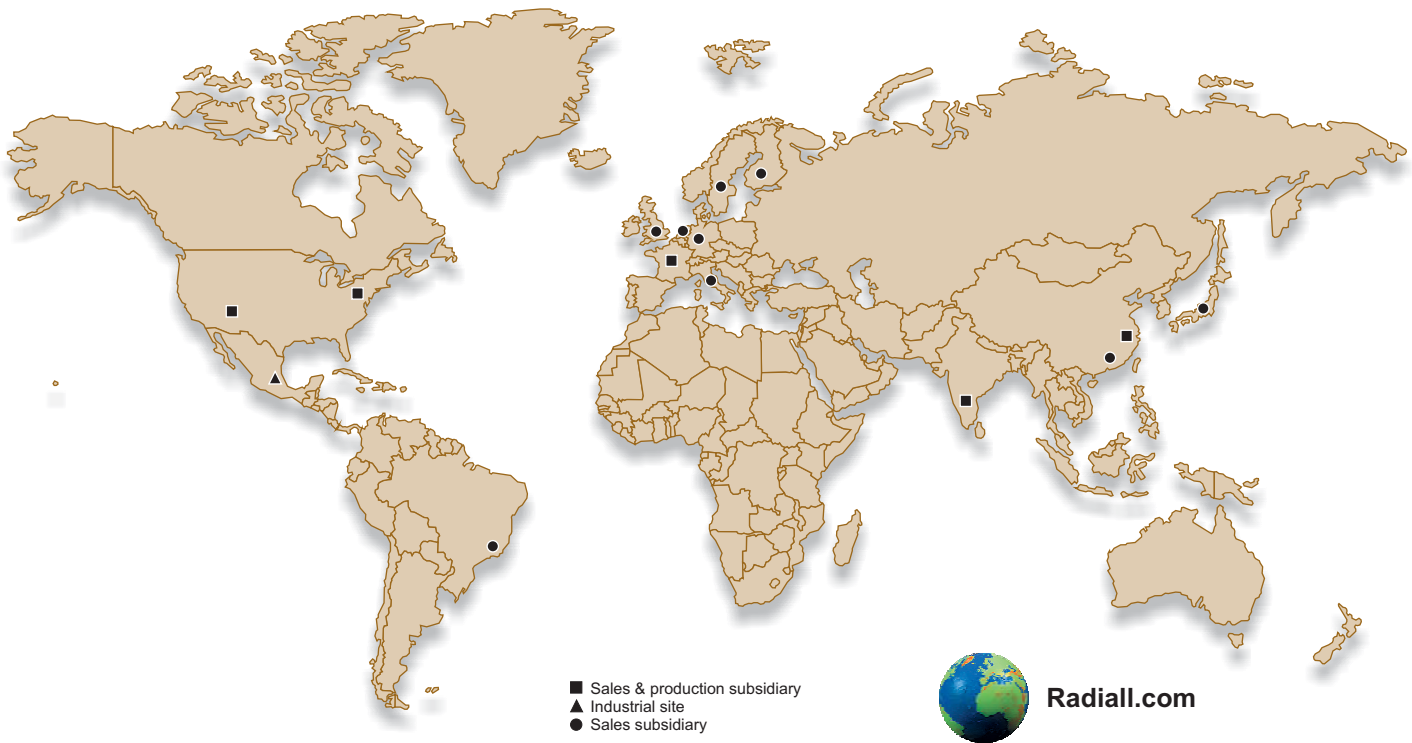 Sales & production subsidiary
Industrial site
Sales subsidiary
Radiall.com